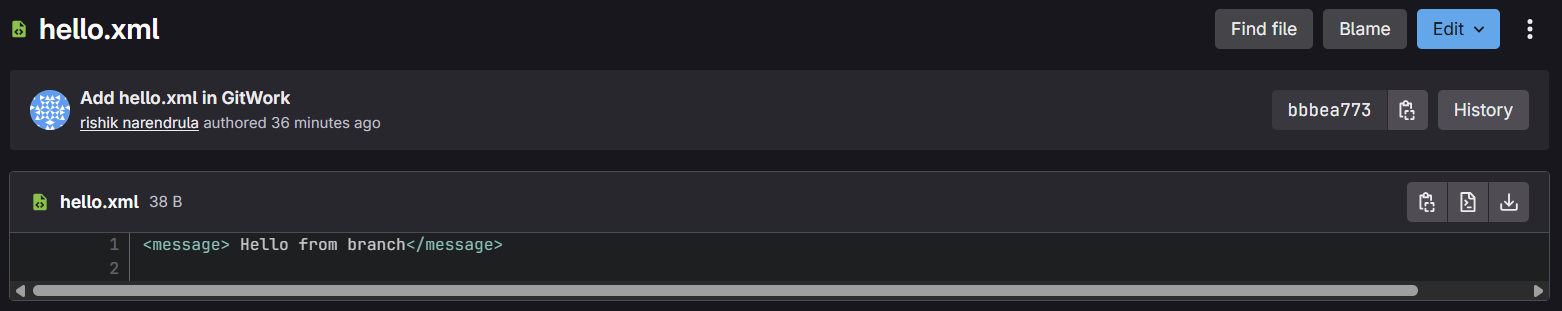 hello.xml
Find file
Blame
Edit
Add hello.xml in GitWork
rishik narendrula authored 36 minutes ago
bbbea773
History
hello.xml 38 B
1 <message> Hello from branch</message>
2